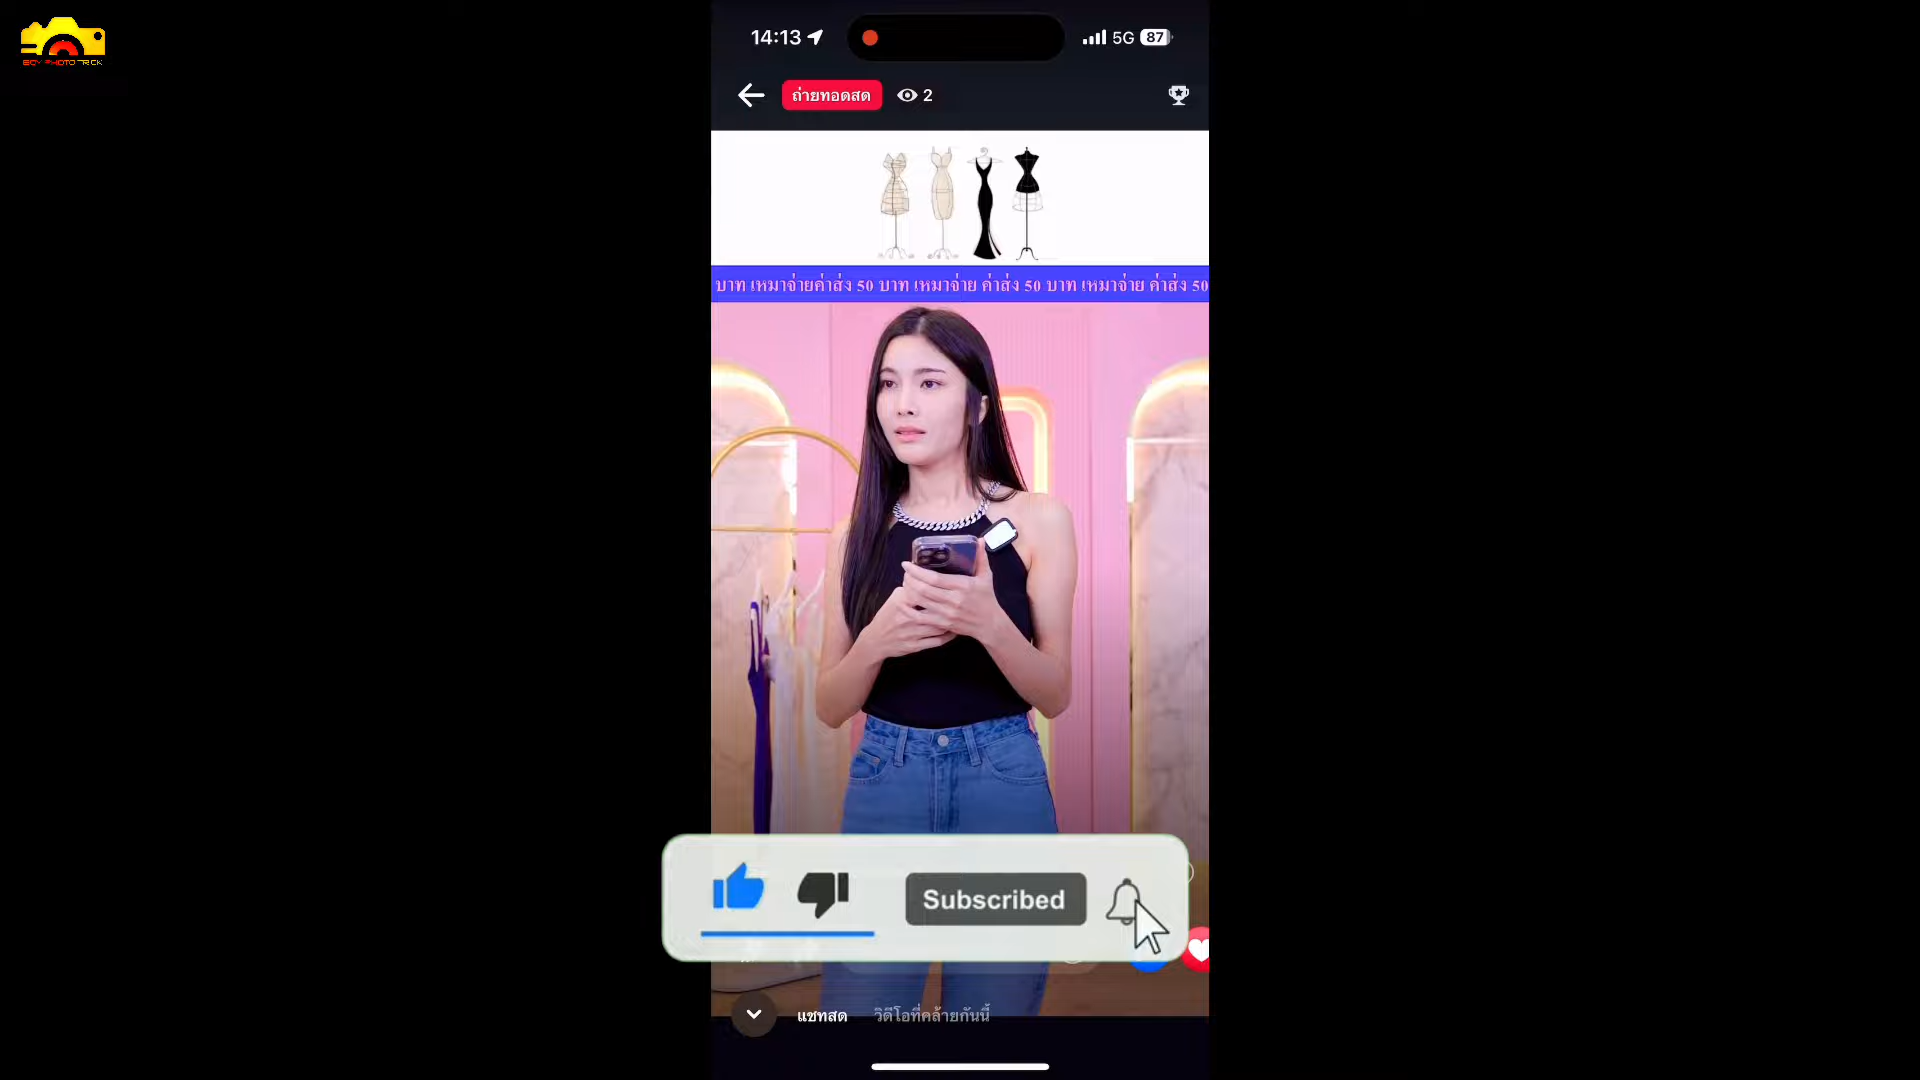 BOY PHOTO TRICK
14:13
5G 87
ถ่ายทอดสด 2
บาท เหมาจ่ายค่าส่ง 50 บาท เหมาจ่าย ค่าส่ง 50 บาท เหมาจ่าย ค่าส่ง 50
Subscribed
แชทสด วิดีโอที่คล้ายกันนี้